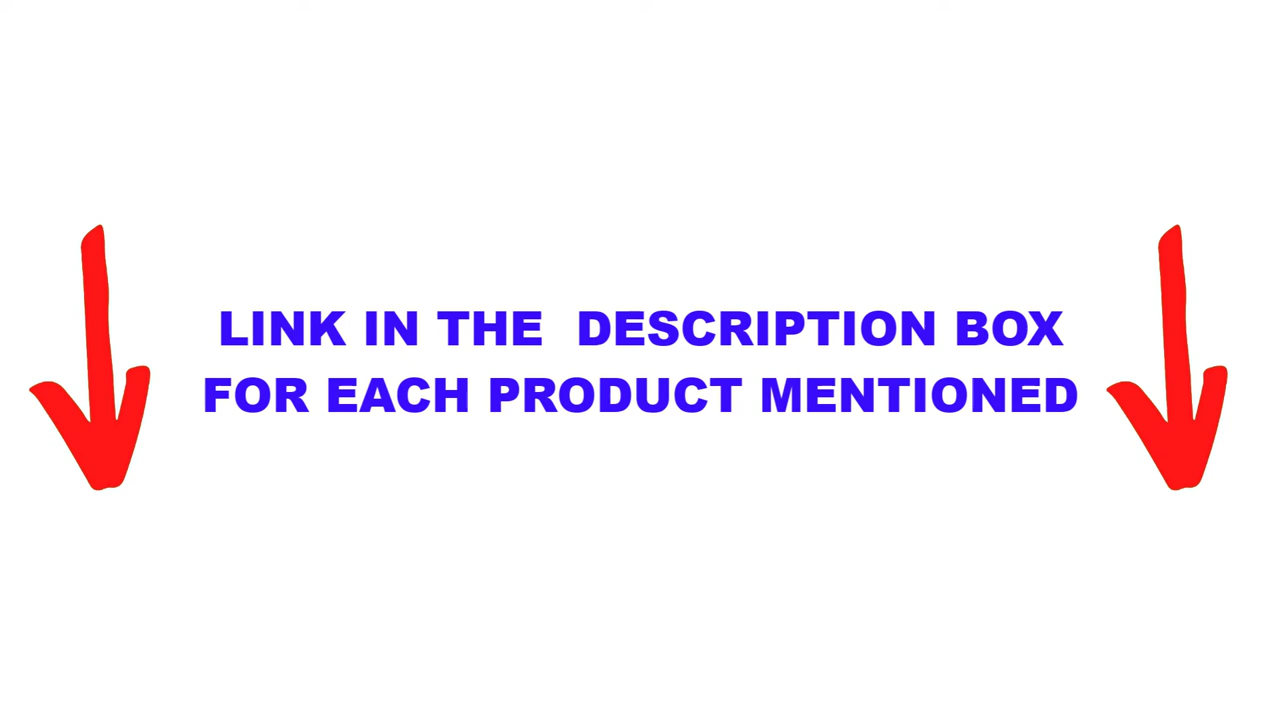 LINK IN THE  DESCRIPTION BOX
FOR EACH PRODUCT MENTIONED